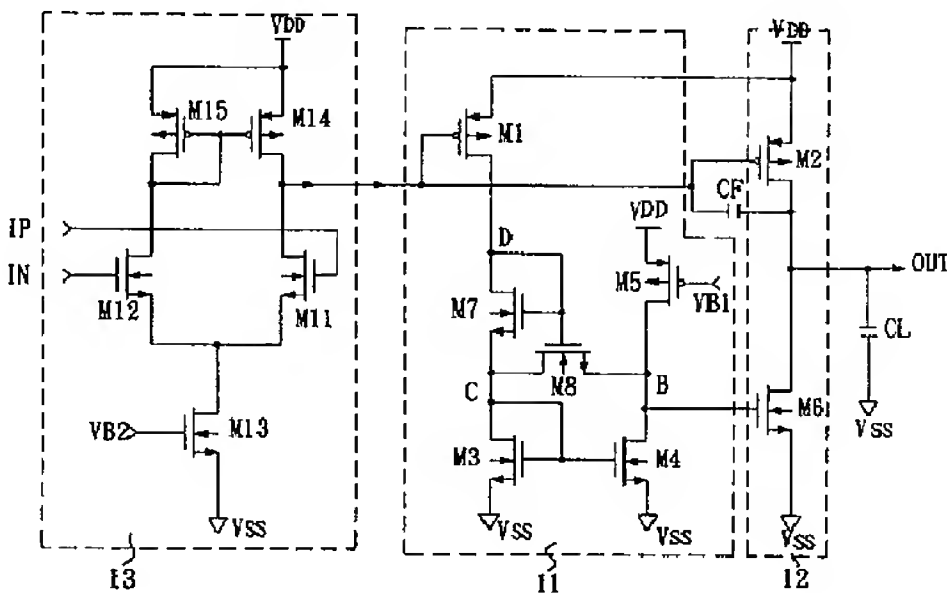 VDD
VDD
M15
M14
M1
M2
CF
VDD
IP
D
OUT
IN
M5
M7
VB1
M12
M11
CL
M8
C
B
M6
VB2
M13
VSS
M3
M4
VSS
VSS
VSS
VSS
13
11
12